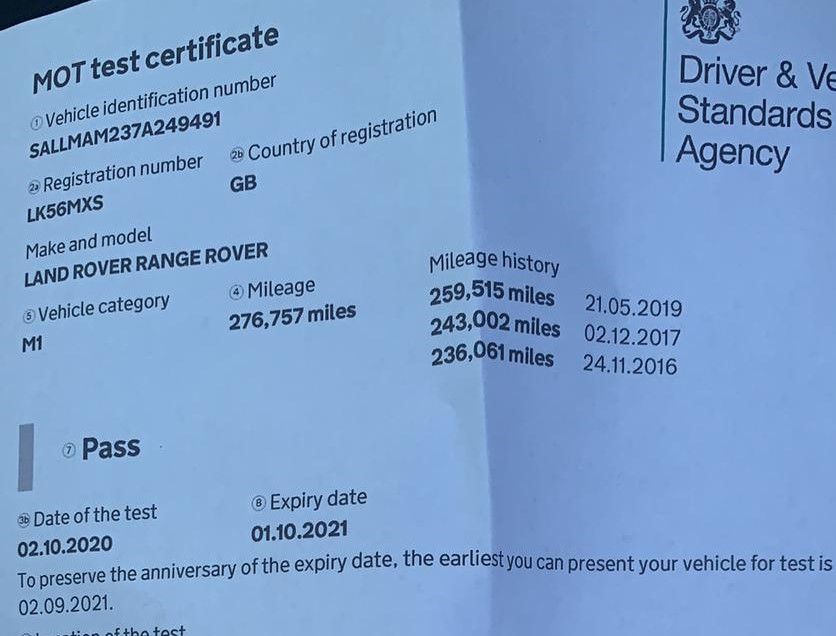 MOT test certificate
① Vehicle identification number
SALLMAM237A249491
2a Registration number
LK56MXS
2b Country of registration
GB
Make and model
LAND ROVER RANGE ROVER
⑤ Vehicle category
M1
④ Mileage
276,757 miles
Mileage history
259,515 miles 21.05.2019
243,002 miles 02.12.2017
236,061 miles 24.11.2016
⑦ Pass
3b Date of the test
02.10.2020
⑧ Expiry date
01.10.2021
To preserve the anniversary of the expiry date, the earliest you can present your vehicle for test is
02.09.2021.
of the test
Driver & Ve
Standards
Agency